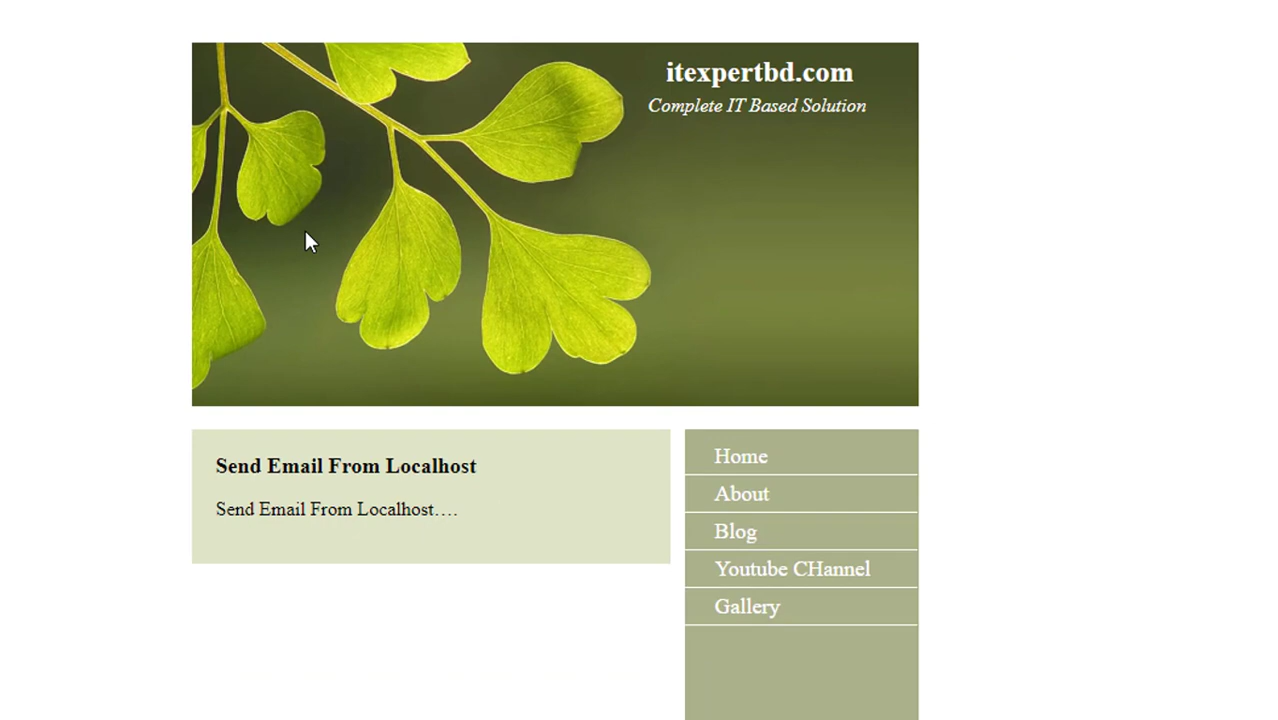 itexpertbd.com
Complete IT Based Solution
Send Email From Localhost
Send Email From Localhost....
Home
About
Blog
Youtube CHannel
Gallery